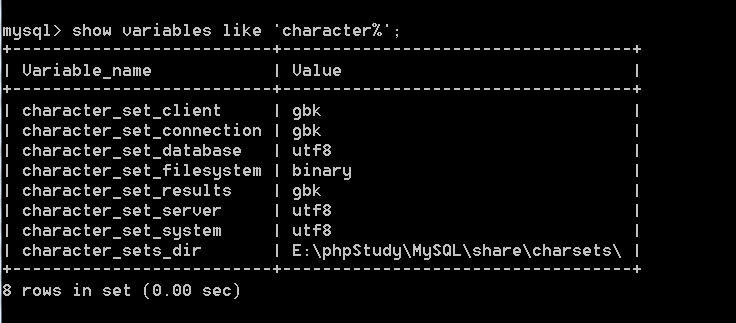 mysql> show variables like 'character%';
+--------------------------+---------------------------------+
| Variable_name            | Value                           |
+--------------------------+---------------------------------+
| character_set_client     | gbk                             |
| character_set_connection | gbk                             |
| character_set_database   | utf8                            |
| character_set_filesystem | binary                          |
| character_set_results    | gbk                             |
| character_set_server     | utf8                            |
| character_set_system     | utf8                            |
| character_sets_dir       | E:\phpStudy\MySQL\share\charsets\ |
+--------------------------+---------------------------------+
8 rows in set (0.00 sec)